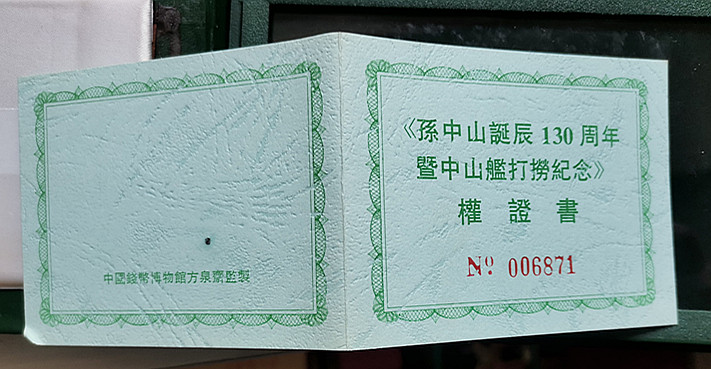 中國錢幣博物館方泉齋監製
《孫中山誕辰130周年
暨中山艦打撈紀念》
權證書
Nº 006871